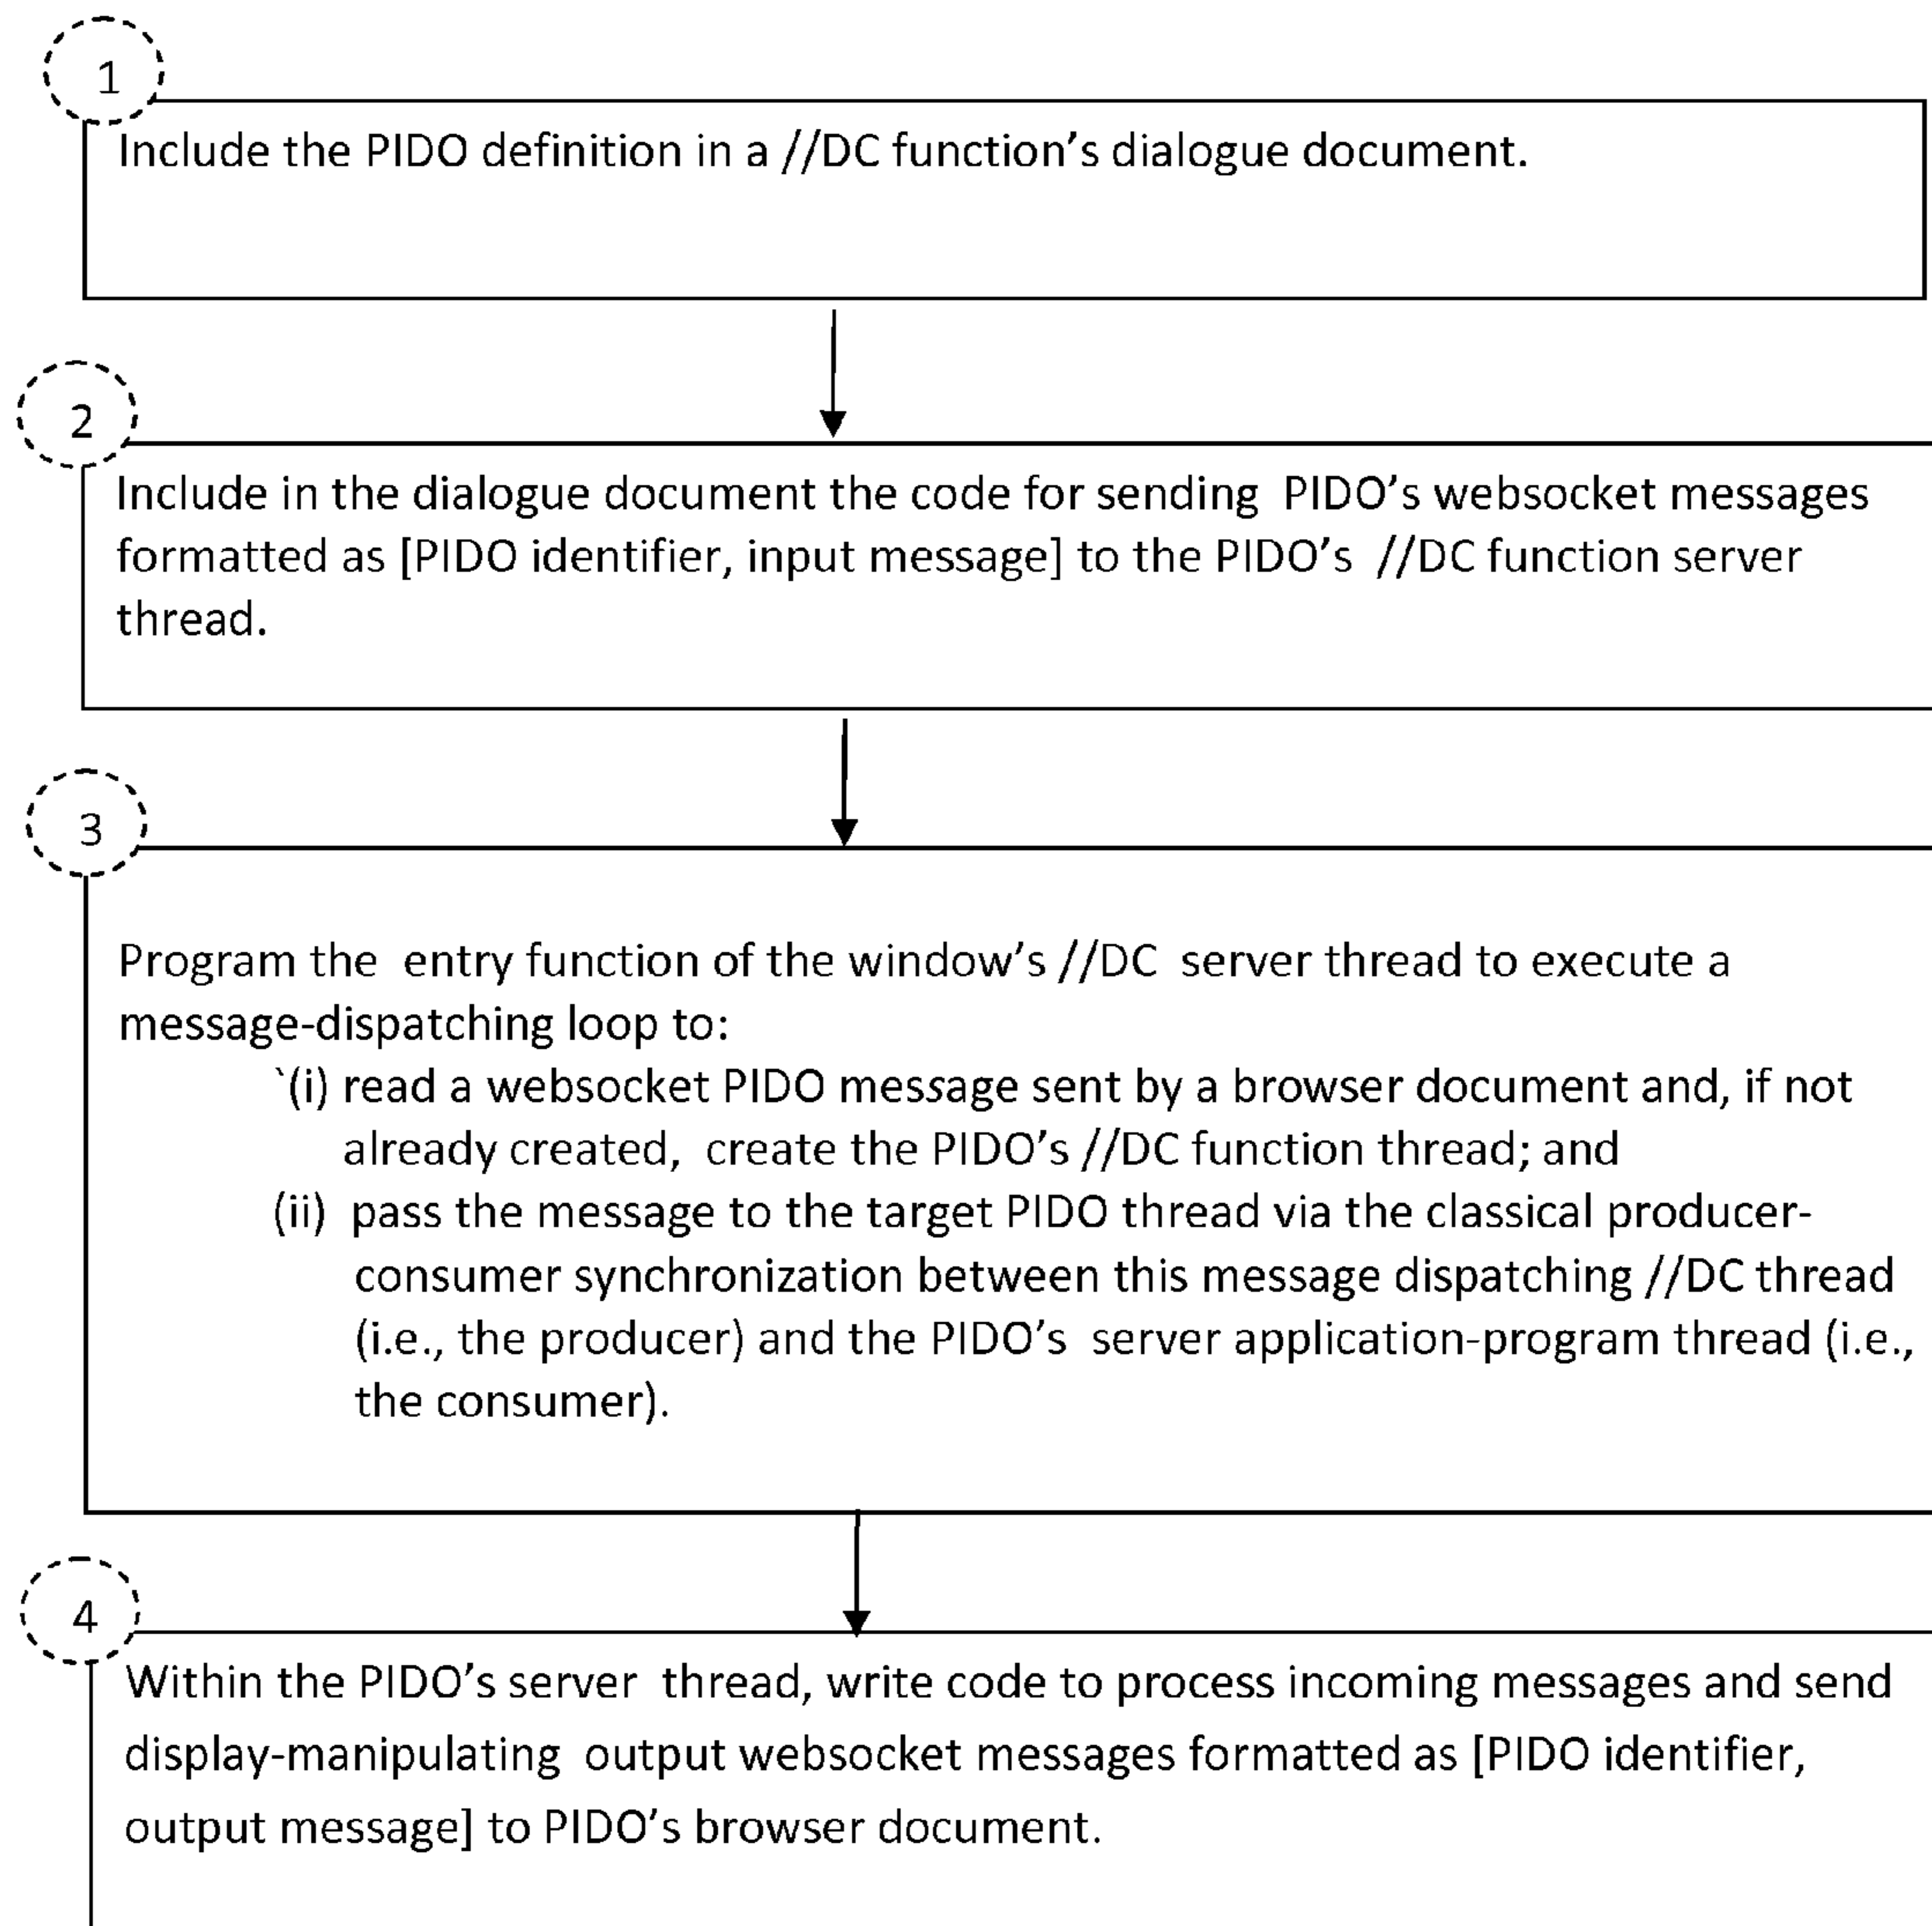 1
Include the PIDO definition in a //DC function’s dialogue document.
2
Include in the dialogue document the code for sending PIDO’s websocket messages
formatted as [PIDO identifier, input message] to the PIDO’s //DC function server
thread.
3
Program the entry function of the window’s //DC server thread to execute a
message-dispatching loop to:
`(i) read a websocket PIDO message sent by a browser document and, if not
already created, create the PIDO’s //DC function thread; and
(ii) pass the message to the target PIDO thread via the classical producer-
consumer synchronization between this message dispatching //DC thread
(i.e., the producer) and the PIDO’s server application-program thread (i.e.,
the consumer).
4
Within the PIDO’s server thread, write code to process incoming messages and send
display-manipulating output websocket messages formatted as [PIDO identifier,
output message] to PIDO’s browser document.